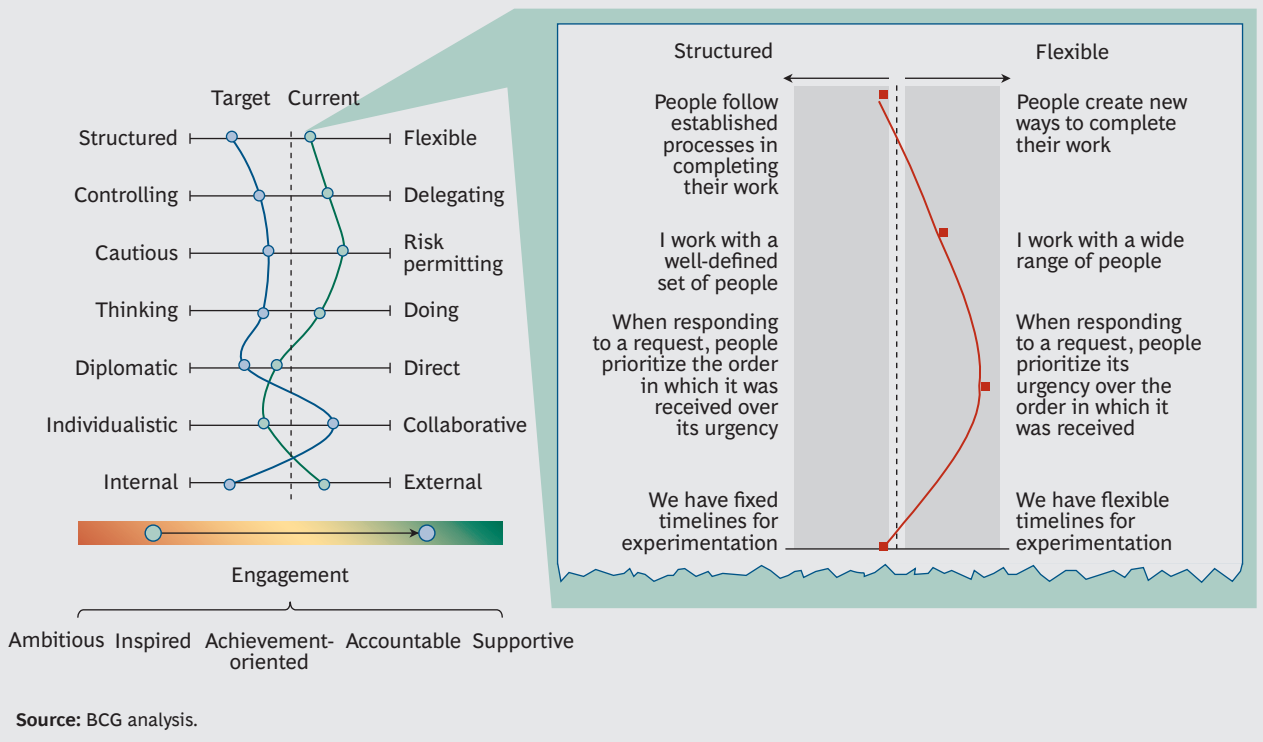 Target
Current
Structured
Flexible
Controlling
Delegating
Cautious
Risk
permitting
Thinking
Doing
Diplomatic
Direct
Individualistic
Collaborative
Internal
External
Engagement
Ambitious
Inspired
Achievement-
oriented
Accountable
Supportive
Structured
Flexible
People follow
established
processes in
completing
their work
People create new
ways to complete
their work
I work with a
well-defined
set of people
I work with a wide
range of people
When responding
to a request, people
prioritize the order
in which it was
received over
its urgency
When responding
to a request, people
prioritize its
urgency over the
order in which it
was received
We have fixed
timelines for
experimentation
We have flexible
timelines for
experimentation
Source: BCG analysis.